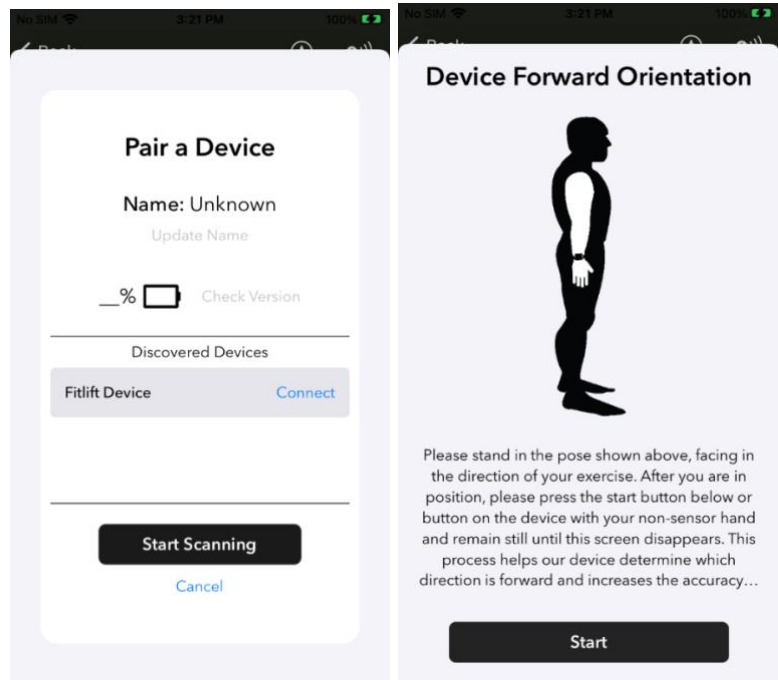 No SIM 3:21 PM 100%
Back
Pair a Device
Name: Unknown
Update Name
__% Check Version
Discovered Devices
Fitlift Device Connect
Start Scanning
Cancel
No SIM 3:21 PM 100%
Back
Device Forward Orientation
Please stand in the pose shown above, facing in
the direction of your exercise. After you are in
position, please press the start button below or
button on the device with your non-sensor hand
and remain still until this screen disappears. This
process helps our device determine which
direction is forward and increases the accuracy…
Start